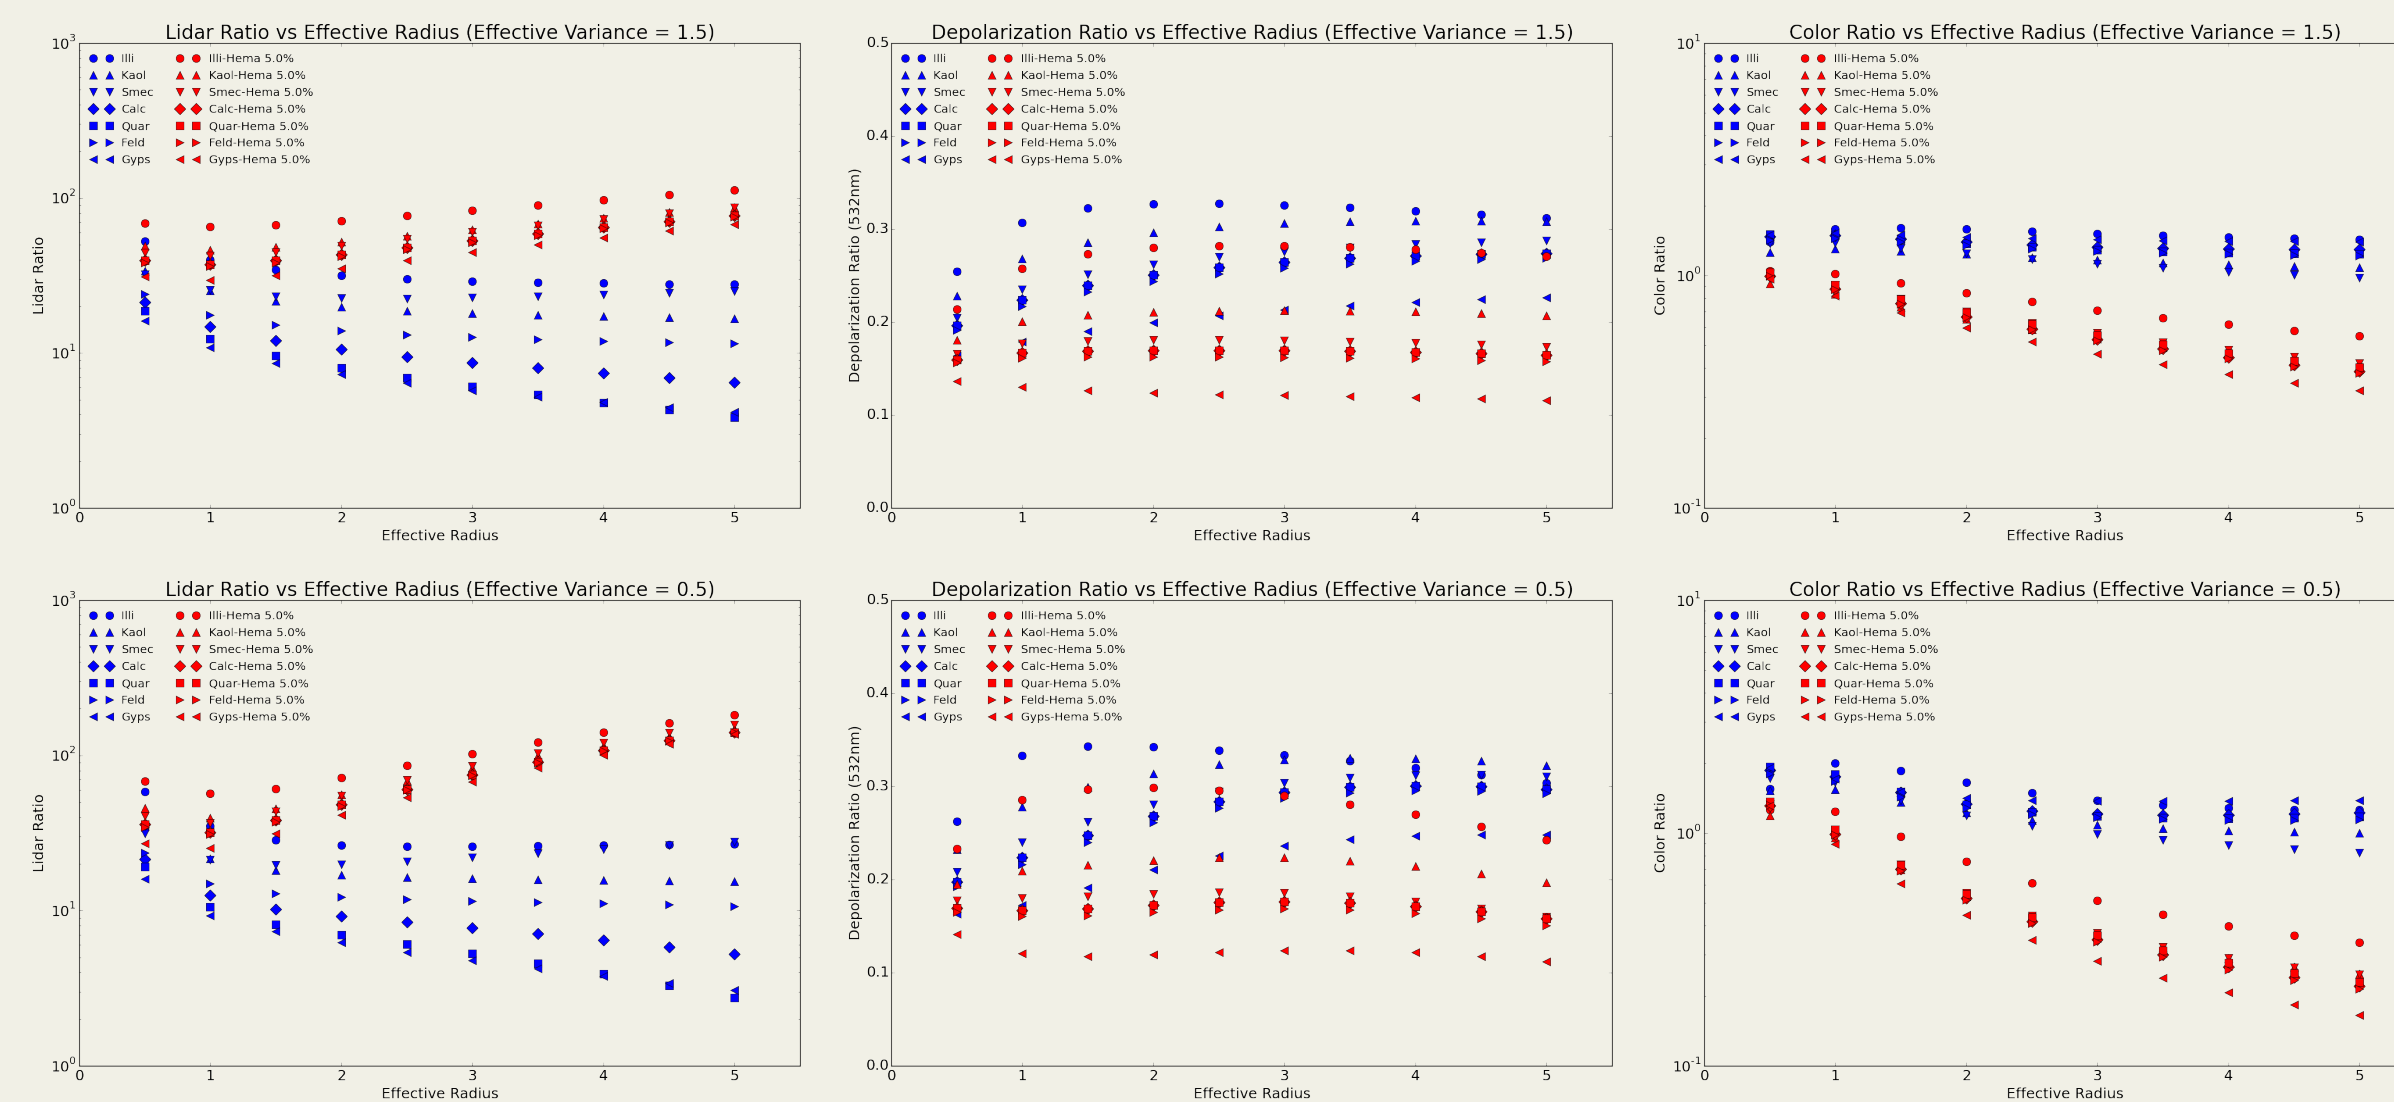 Lidar Ratio vs Effective Radius (Effective Variance = 1.5)
10³
10²
10¹
10⁰
Lidar Ratio
Illi
Kaol
Smec
Calc
Quar
Feld
Gyps
Illi-Hema 5.0%
Kaol-Hema 5.0%
Smec-Hema 5.0%
Calc-Hema 5.0%
Quar-Hema 5.0%
Feld-Hema 5.0%
Gyps-Hema 5.0%
0 1 2 3 4 5
Effective Radius
Depolarization Ratio vs Effective Radius (Effective Variance = 1.5)
0.5
0.4
0.3
0.2
0.1
0.0
Depolarization Ratio (532nm)
Illi
Kaol
Smec
Calc
Quar
Feld
Gyps
Illi-Hema 5.0%
Kaol-Hema 5.0%
Smec-Hema 5.0%
Calc-Hema 5.0%
Quar-Hema 5.0%
Feld-Hema 5.0%
Gyps-Hema 5.0%
0 1 2 3 4 5
Effective Radius
Color Ratio vs Effective Radius (Effective Variance = 1.5)
10¹
10⁰
10⁻¹
Color Ratio
Illi
Kaol
Smec
Calc
Quar
Feld
Gyps
Illi-Hema 5.0%
Kaol-Hema 5.0%
Smec-Hema 5.0%
Calc-Hema 5.0%
Quar-Hema 5.0%
Feld-Hema 5.0%
Gyps-Hema 5.0%
0 1 2 3 4 5
Effective Radius
Lidar Ratio vs Effective Radius (Effective Variance = 0.5)
10³
10²
10¹
10⁰
Lidar Ratio
Illi
Kaol
Smec
Calc
Quar
Feld
Gyps
Illi-Hema 5.0%
Kaol-Hema 5.0%
Smec-Hema 5.0%
Calc-Hema 5.0%
Quar-Hema 5.0%
Feld-Hema 5.0%
Gyps-Hema 5.0%
0 1 2 3 4 5
Effective Radius
Depolarization Ratio vs Effective Radius (Effective Variance = 0.5)
0.5
0.4
0.3
0.2
0.1
0.0
Depolarization Ratio (532nm)
Illi
Kaol
Smec
Calc
Quar
Feld
Gyps
Illi-Hema 5.0%
Kaol-Hema 5.0%
Smec-Hema 5.0%
Calc-Hema 5.0%
Quar-Hema 5.0%
Feld-Hema 5.0%
Gyps-Hema 5.0%
0 1 2 3 4 5
Effective Radius
Color Ratio vs Effective Radius (Effective Variance = 0.5)
10¹
10⁰
10⁻¹
Color Ratio
Illi
Kaol
Smec
Calc
Quar
Feld
Gyps
Illi-Hema 5.0%
Kaol-Hema 5.0%
Smec-Hema 5.0%
Calc-Hema 5.0%
Quar-Hema 5.0%
Feld-Hema 5.0%
Gyps-Hema 5.0%
0 1 2 3 4 5
Effective Radius